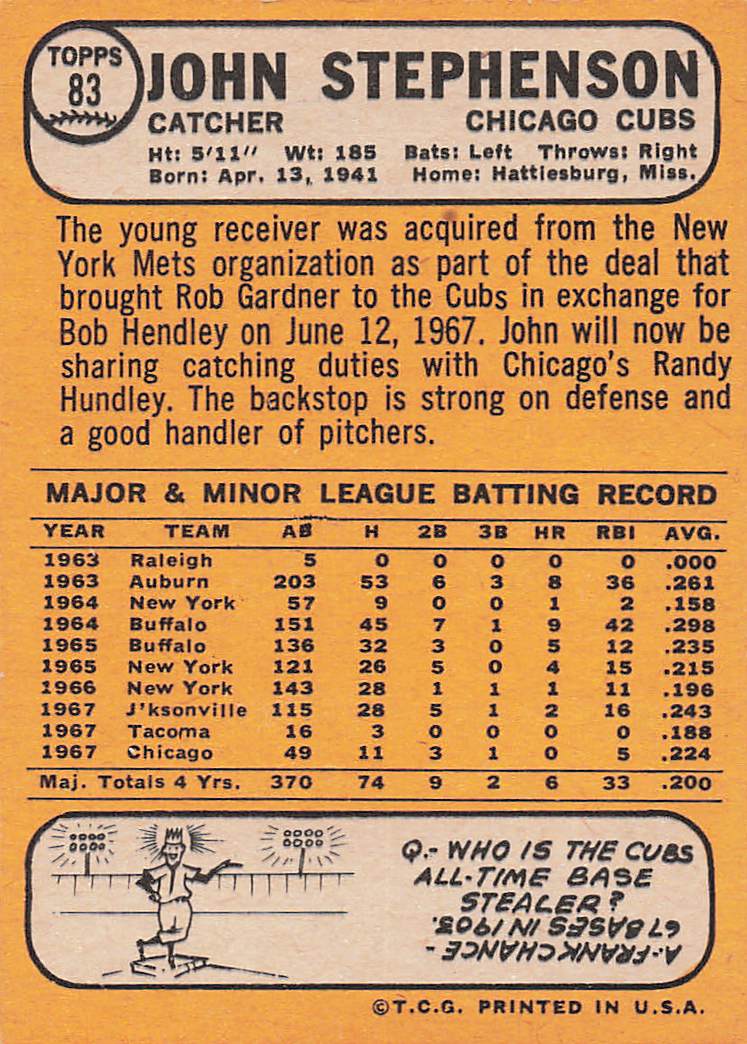 TOPPS
83
JOHN STEPHENSON
CATCHER CHICAGO CUBS
Ht: 5'11" Wt: 185 Bats: Left Throws: Right
Born: Apr. 13, 1941 Home: Hattiesburg, Miss.
The young receiver was acquired from the New
York Mets organization as part of the deal that
brought Rob Gardner to the Cubs in exchange for
Bob Hendley on June 12, 1967. John will now be
sharing catching duties with Chicago's Randy
Hundley. The backstop is strong on defense and
a good handler of pitchers.
MAJOR & MINOR LEAGUE BATTING RECORD
YEAR TEAM AB H 2B 3B HR RBI AVG.
1963 Raleigh 5 0 0 0 0 0 .000
1963 Auburn 203 53 6 3 8 36 .261
1964 New York 57 9 0 0 1 2 .158
1964 Buffalo 151 45 7 1 9 42 .298
1965 Buffalo 136 32 3 0 5 12 .235
1965 New York 121 26 5 0 4 15 .215
1966 New York 143 28 1 1 1 11 .196
1967 J'ksonville 115 28 5 1 2 16 .243
1967 Tacoma 16 3 0 0 0 0 .188
1967 Chicago 49 11 3 1 0 5 .224
Maj. Totals 4 Yrs. 370 74 9 2 6 33 .200
Q.- WHO IS THE CUBS
ALL-TIME BASE
STEALER?
A.- FRANK CHANCE -
67 BASES IN 1903.
©T.C.G. PRINTED IN U.S.A.